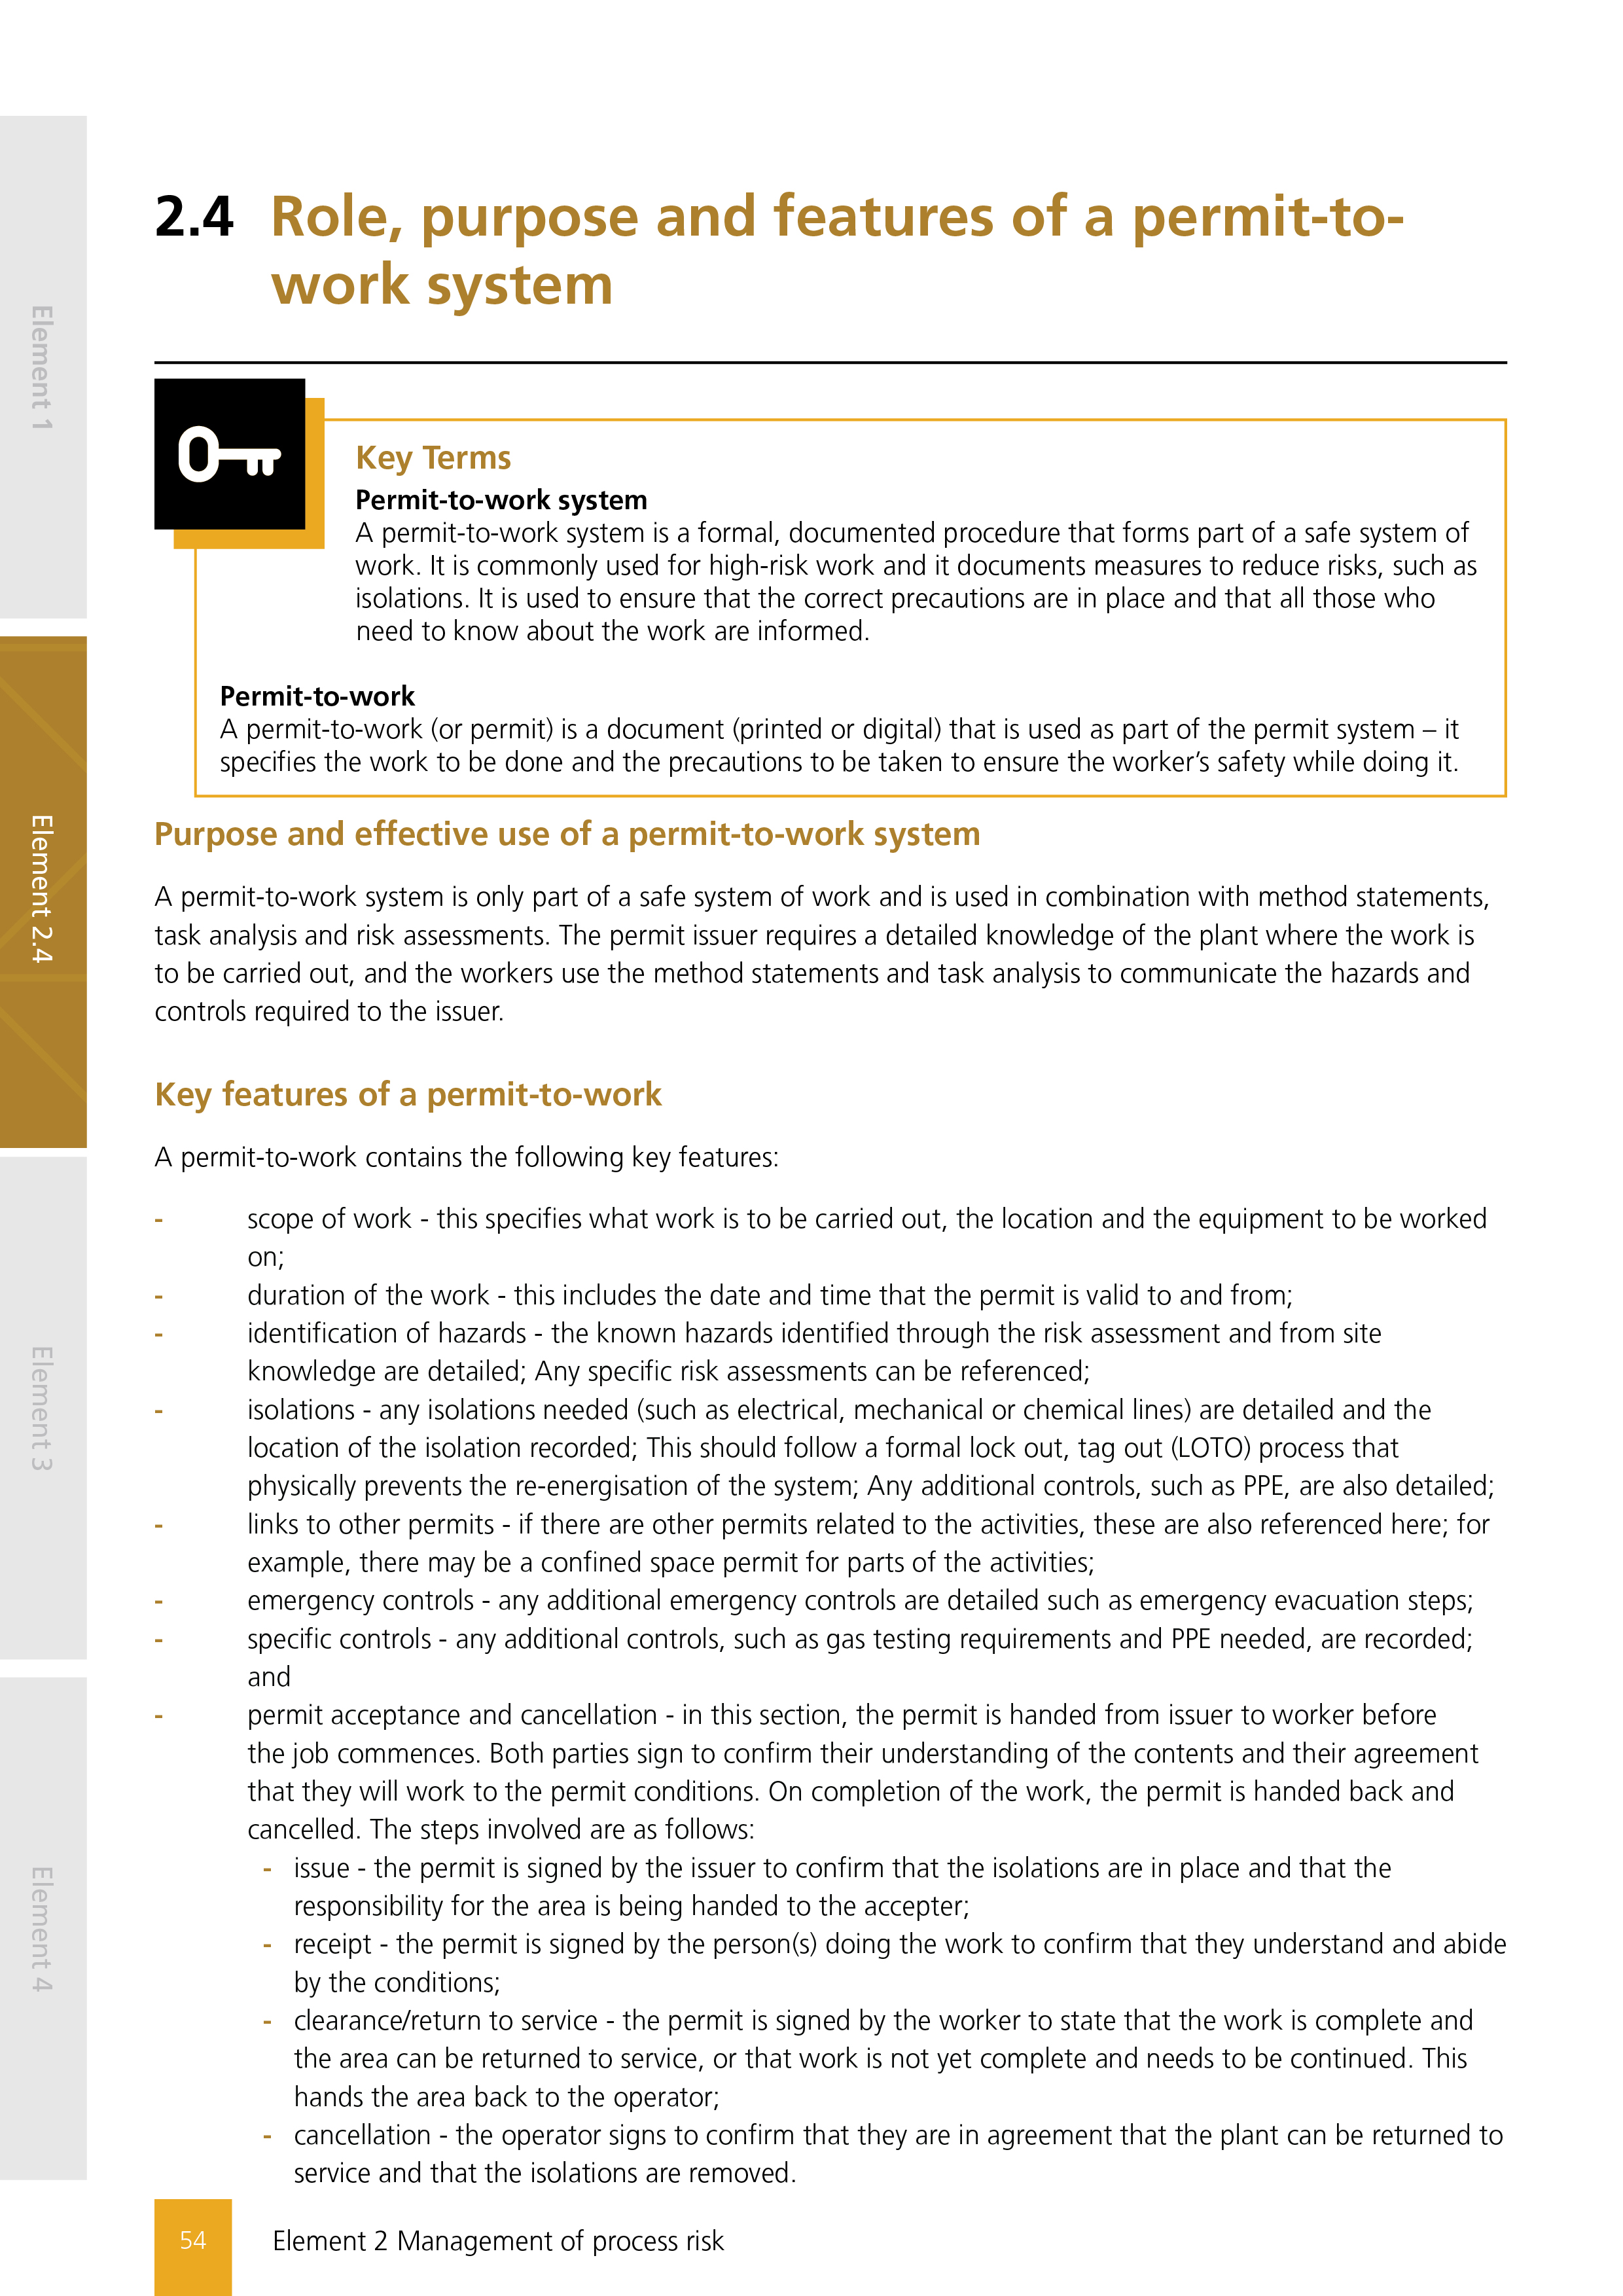 2.4 Role, purpose and features of a permit-to-
work system
Key Terms
Permit-to-work system
A permit-to-work system is a formal, documented procedure that forms part of a safe system of
work. It is commonly used for high-risk work and it documents measures to reduce risks, such as
isolations. It is used to ensure that the correct precautions are in place and that all those who
need to know about the work are informed.
Permit-to-work
A permit-to-work (or permit) is a document (printed or digital) that is used as part of the permit system – it
specifies the work to be done and the precautions to be taken to ensure the worker’s safety while doing it.
Purpose and effective use of a permit-to-work system
A permit-to-work system is only part of a safe system of work and is used in combination with method statements,
task analysis and risk assessments. The permit issuer requires a detailed knowledge of the plant where the work is
to be carried out, and the workers use the method statements and task analysis to communicate the hazards and
controls required to the issuer.
Key features of a permit-to-work
A permit-to-work contains the following key features:
- scope of work - this specifies what work is to be carried out, the location and the equipment to be worked
on;
- duration of the work - this includes the date and time that the permit is valid to and from;
- identification of hazards - the known hazards identified through the risk assessment and from site
knowledge are detailed; Any specific risk assessments can be referenced;
- isolations - any isolations needed (such as electrical, mechanical or chemical lines) are detailed and the
location of the isolation recorded; This should follow a formal lock out, tag out (LOTO) process that
physically prevents the re-energisation of the system; Any additional controls, such as PPE, are also detailed;
- links to other permits - if there are other permits related to the activities, these are also referenced here; for
example, there may be a confined space permit for parts of the activities;
- emergency controls - any additional emergency controls are detailed such as emergency evacuation steps;
- specific controls - any additional controls, such as gas testing requirements and PPE needed, are recorded;
and
- permit acceptance and cancellation - in this section, the permit is handed from issuer to worker before
the job commences. Both parties sign to confirm their understanding of the contents and their agreement
that they will work to the permit conditions. On completion of the work, the permit is handed back and
cancelled. The steps involved are as follows:
- issue - the permit is signed by the issuer to confirm that the isolations are in place and that the
responsibility for the area is being handed to the accepter;
- receipt - the permit is signed by the person(s) doing the work to confirm that they understand and abide
by the conditions;
- clearance/return to service - the permit is signed by the worker to state that the work is complete and
the area can be returned to service, or that work is not yet complete and needs to be continued. This
hands the area back to the operator;
- cancellation - the operator signs to confirm that they are in agreement that the plant can be returned to
service and that the isolations are removed.
54 Element 2 Management of process risk
Element 1
Element 2.4
Element 3
Element 4